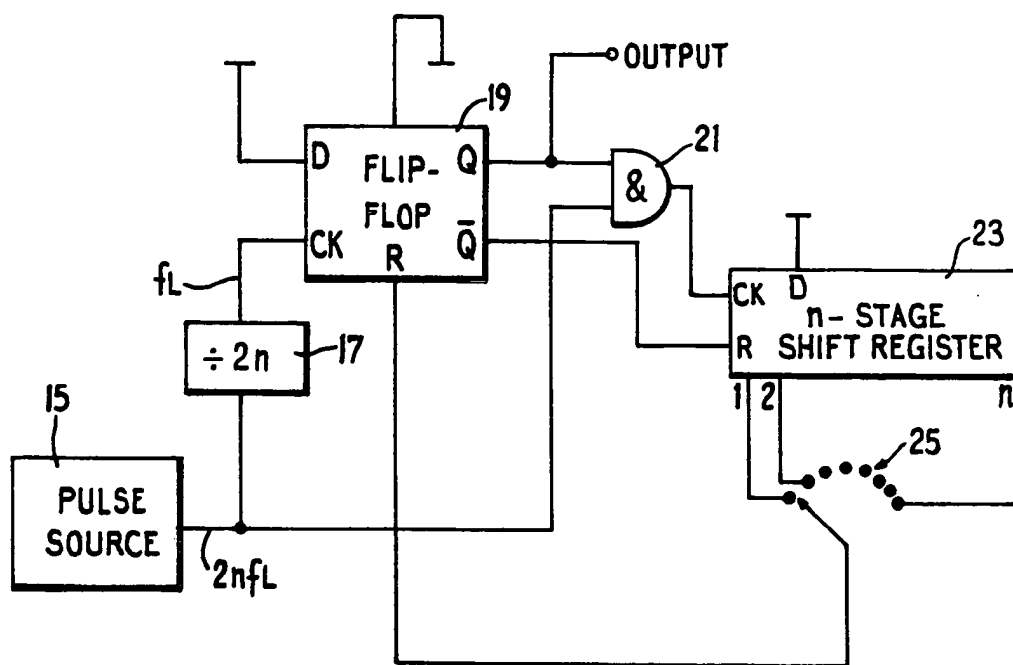 OUTPUT
19
D
FLIP-
FLOP
Q
CK
R
Q̅
21
&
fL
÷ 2n
17
23
CK
D
n- STAGE
SHIFT REGISTER
R
1
2
n
25
15
PULSE
SOURCE
2nfL